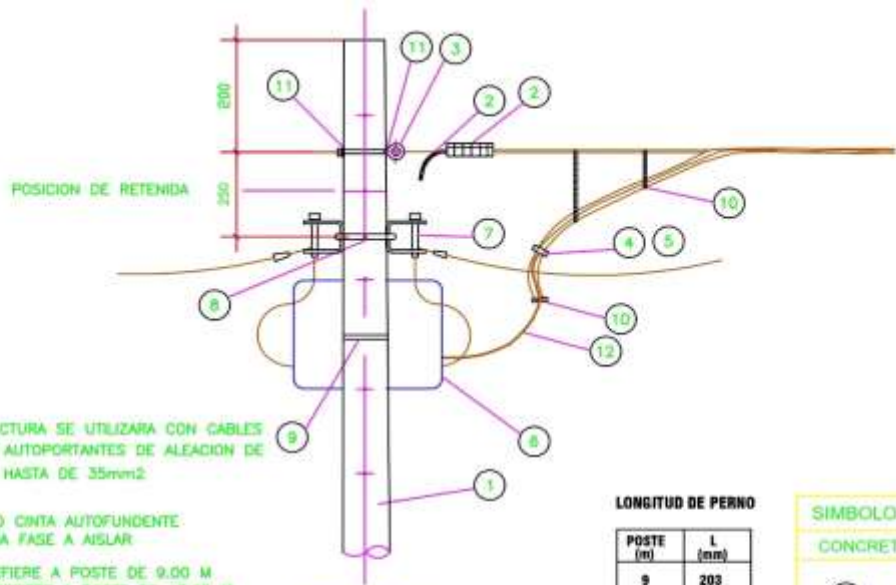 11
11
3
2
2
200
POSICION DE RETENIDA
250
10
7
4
5
8
10
12
CTURA SE UTILIZARA CON CABLES
AUTOPORTANTES DE ALEACION DE
HASTA DE 35mm2
9
6
1
O CINTA AUTOFUNDENTE
A FASE A AISLAR
FIERE A POSTE DE 9.00 M
LONGITUD DE PERNO
POSTE (m) L (mm)
9 203
SIMBOLO
CONCRET